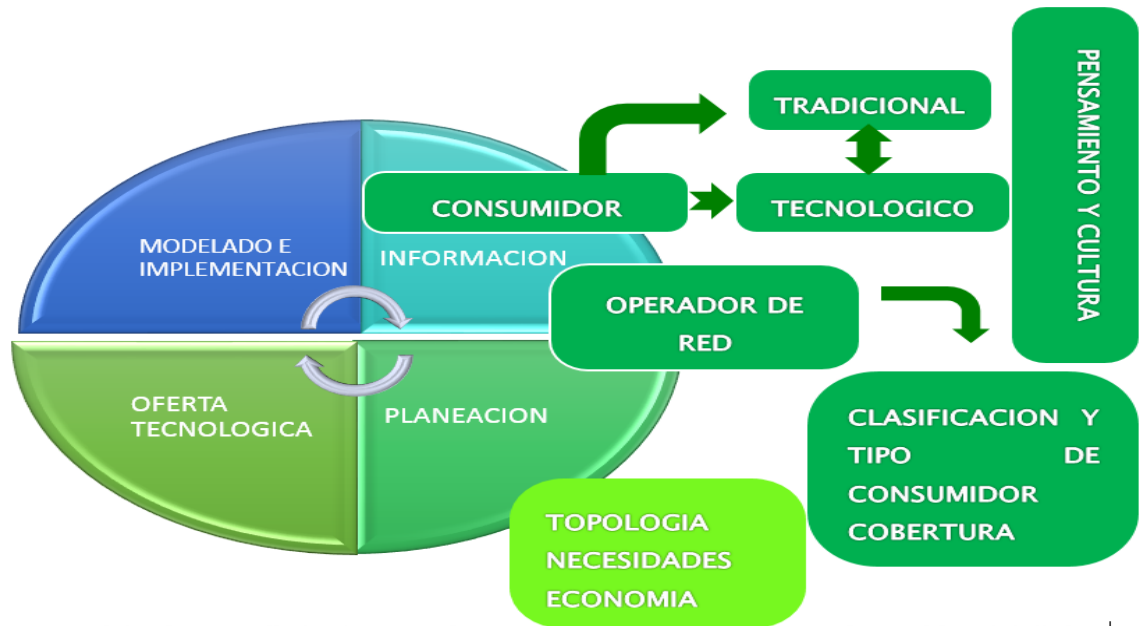 MODELADO E
IMPLEMENTACION
INFORMACION
OFERTA
TECNOLOGICA
PLANEACION
CONSUMIDOR
TRADICIONAL
TECNOLOGICO
PENSAMIENTO Y CULTURA
OPERADOR DE
RED
CLASIFICACION Y
TIPO DE
CONSUMIDOR
COBERTURA
TOPOLOGIA
NECESIDADES
ECONOMIA